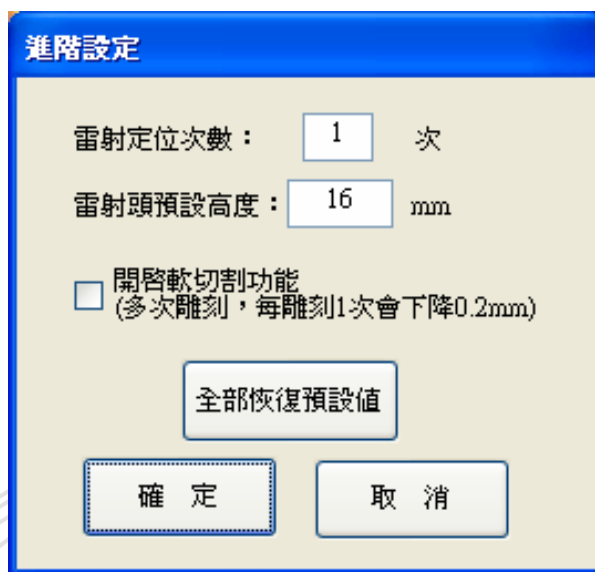 進階設定
雷射定位次數： 1 次
雷射頭預設高度： 16 mm
開啓軟切割功能
(多次雕刻，每雕刻1次會下降0.2mm)
全部恢復預設值
確 定 取 消